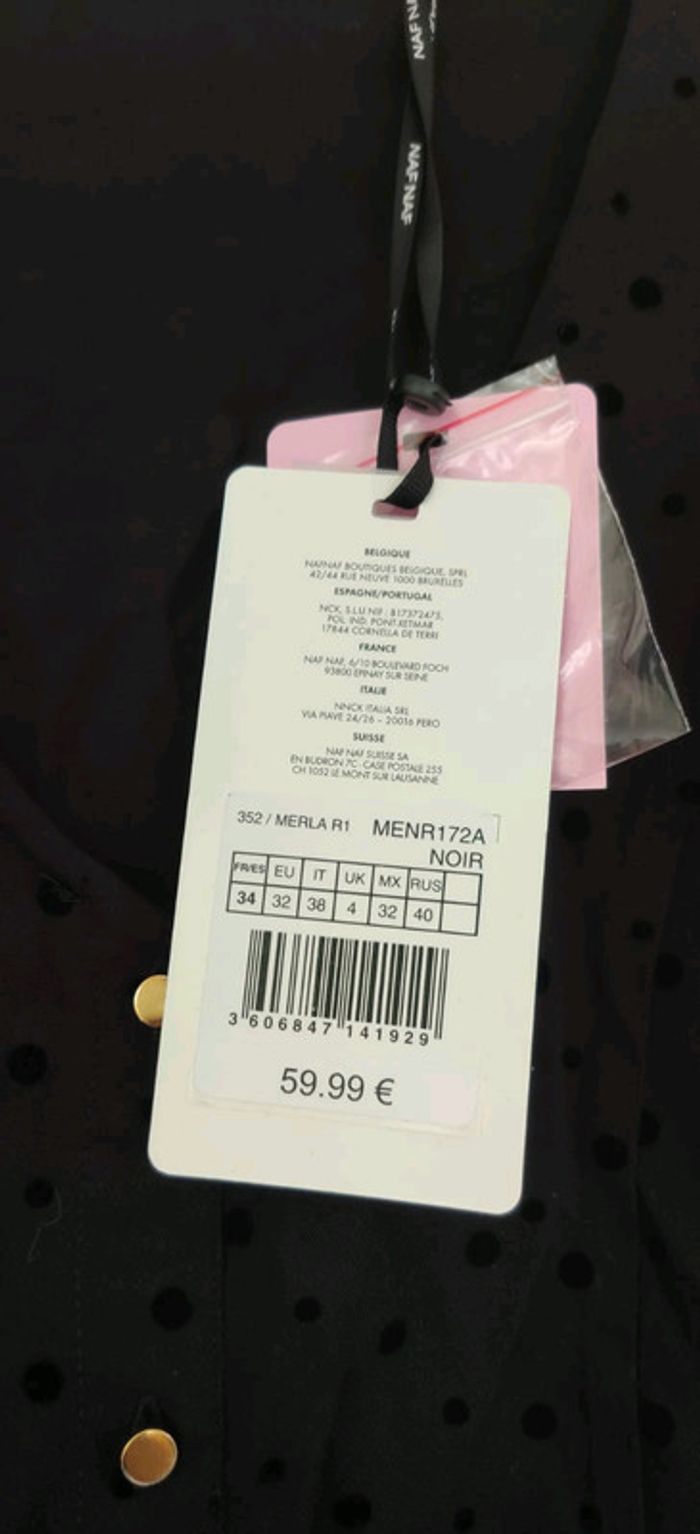 NAF NAF
NAF NAF
BELGIQUE
NAFNAF BOUTIQUES BELGIQUE, SPRL
42/44 RUE NEUVE 1000 BRUXELLES
ESPAGNE/PORTUGAL
NCK, S.L.U NIF : B17372475,
POL. IND. PONT-XETMAR
17844 CORNELLA DE TERRI
FRANCE
NAF NAF, 6/10 BOULEVARD FOCH
93800 EPINAY SUR SEINE
ITALIE
NNCK ITALIA SRL
VIA PIAVE 24/26 – 20016 PERO
SUISSE
NAF NAF SUISSE SA
EN BUDRON 7C - CASE POSTALE 255
CH 1052 LE MONT SUR LAUSANNE
352 / MERLA R1 MENR172A
NOIR
FR/ES EU IT UK MX RUS
34 32 38 4 32 40
3 606847 141929
59.99 €